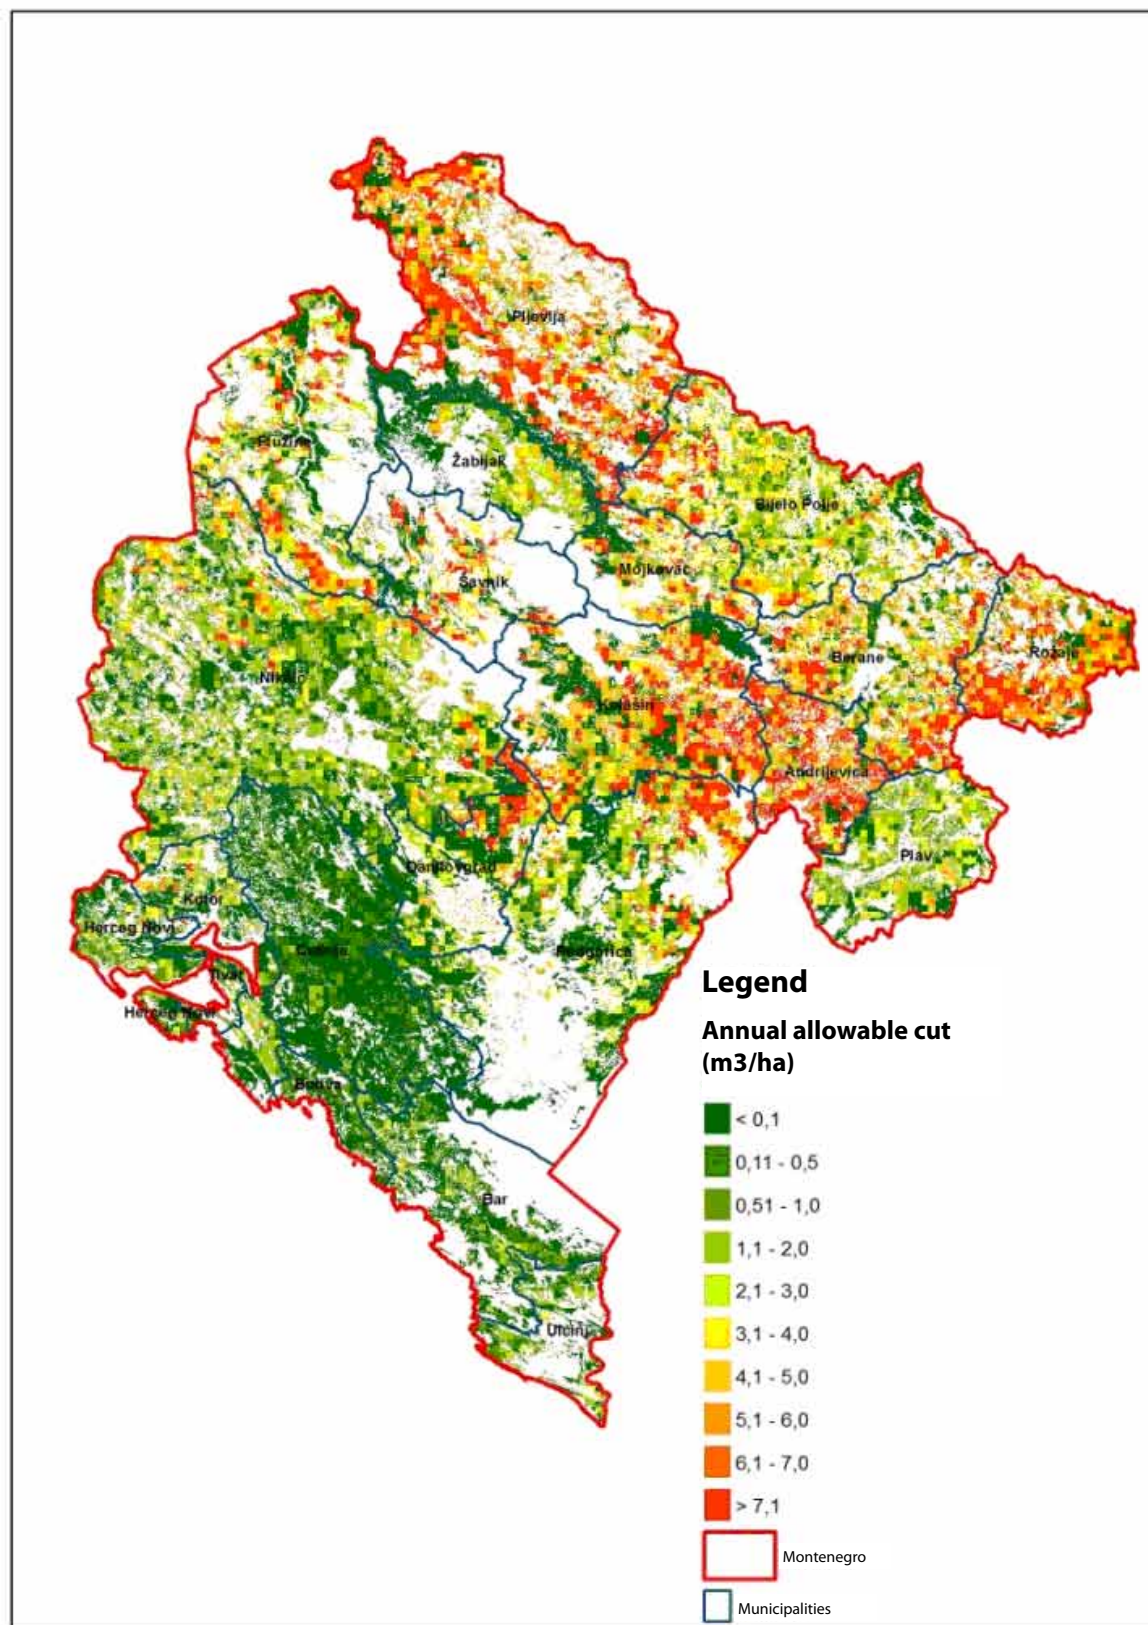 Pljevlja
Plužine
Žabljak
Bijelo Polje
Mojkovac
Šavnik
Berane
Rožaje
Nikšić
Kolašin
Andrijevica
Plav
Danilovgrad
Kotor
Herceg Novi
Cetinje
Podgorica
Tivat
Herceg Novi
Budva
Bar
Ulcinj
Legend
Annual allowable cut
(m3/ha)
< 0,1
0,11 - 0,5
0,51 - 1,0
1,1 - 2,0
2,1 - 3,0
3,1 - 4,0
4,1 - 5,0
5,1 - 6,0
6,1 - 7,0
> 7,1
Montenegro
Municipalities